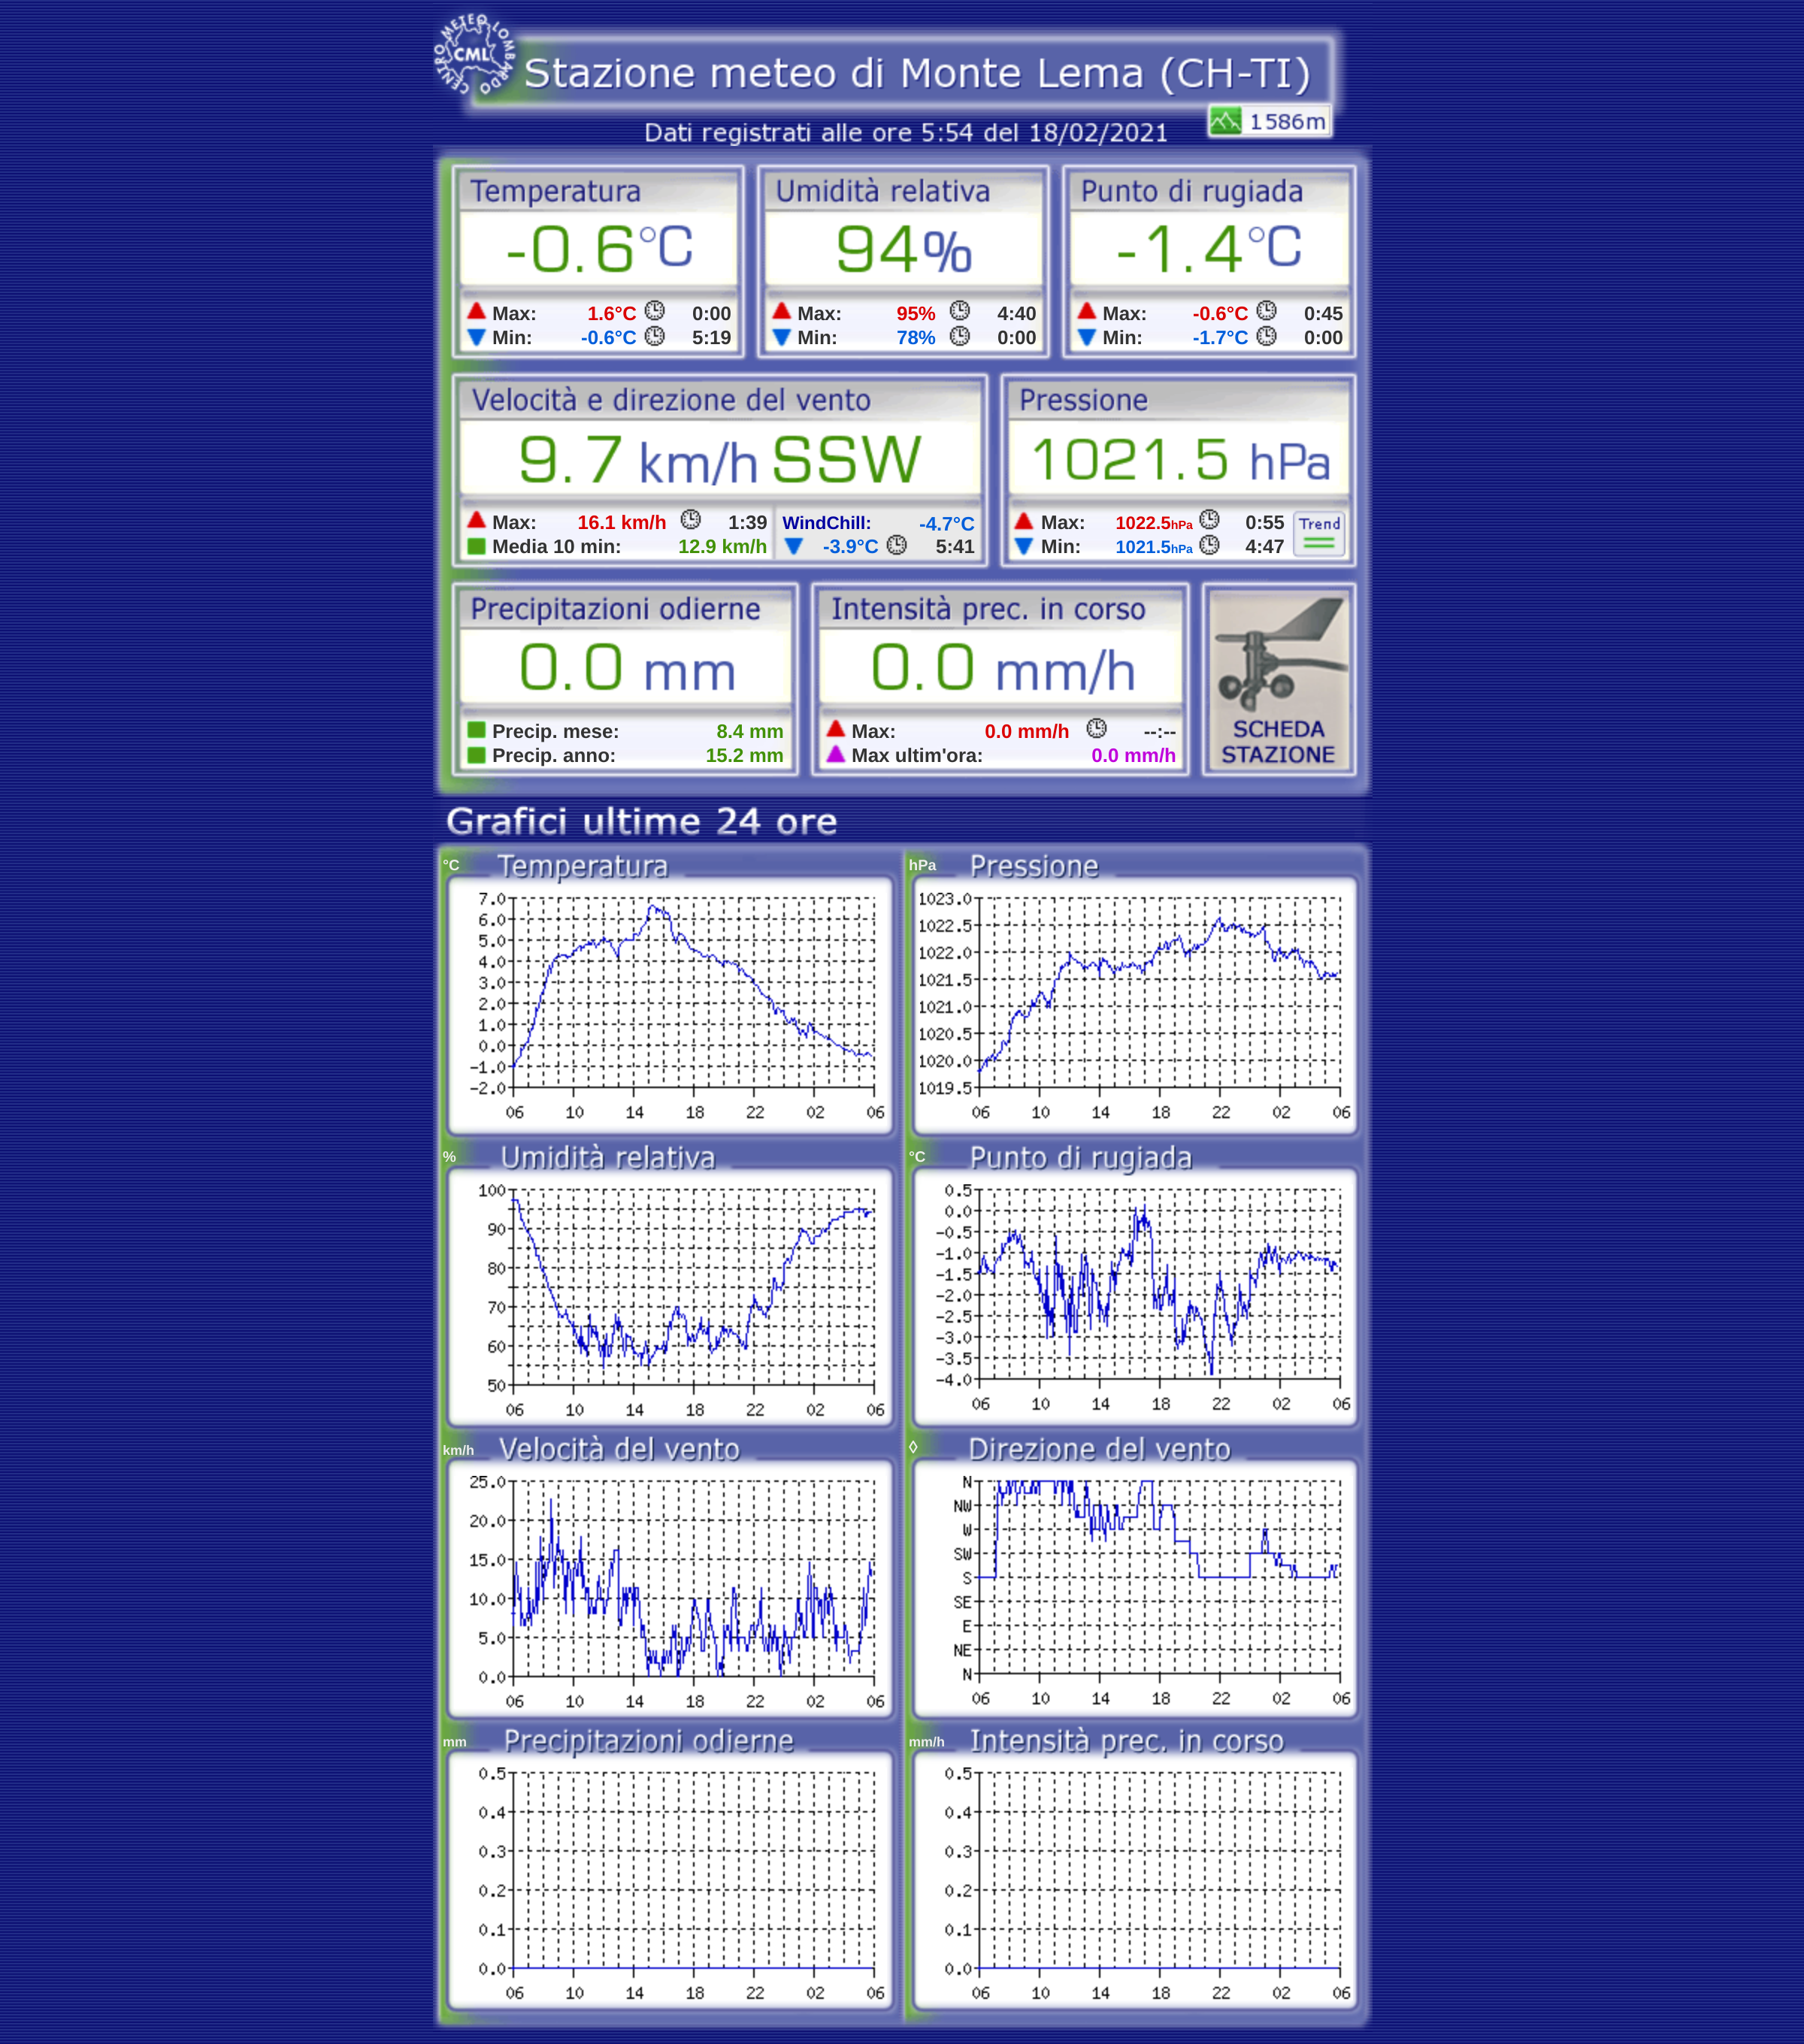 CENTRO METEO LOMBARDO
CML
Stazione meteo di Monte Lema (CH-TI)
1586m
Dati registrati alle ore 5:54 del 18/02/2021
Temperatura Umidità relativa Punto di rugiada
-0.6°C 94% -1.4°C
Max: 1.6°C 0:00 Max: 95% 4:40 Max: -0.6°C 0:45
Min: -0.6°C 5:19 Min: 78% 0:00 Min: -1.7°C 0:00
Velocità e direzione del vento Pressione
9.7 km/h SSW 1021.5 hPa
Max: 16.1 km/h 1:39 WindChill: -4.7°C Max: 1022.5hPa 0:55 Trend
Media 10 min: 12.9 km/h -3.9°C 5:41 Min: 1021.5hPa 4:47
Precipitazioni odierne Intensità prec. in corso
0.0 mm 0.0 mm/h
Precip. mese: 8.4 mm Max: 0.0 mm/h --:-- SCHEDA
Precip. anno: 15.2 mm Max ultim'ora: 0.0 mm/h STAZIONE
Grafici ultime 24 ore
°C Temperatura
7.0
6.0
5.0
4.0
3.0
2.0
1.0
0.0
-1.0
-2.0
06 10 14 18 22 02 06
hPa Pressione
1023.0
1022.5
1022.0
1021.5
1021.0
1020.5
1020.0
1019.5
06 10 14 18 22 02 06
% Umidità relativa
100
90
80
70
60
50
06 10 14 18 22 02 06
°C Punto di rugiada
0.5
0.0
-0.5
-1.0
-1.5
-2.0
-2.5
-3.0
-3.5
-4.0
06 10 14 18 22 02 06
km/h Velocità del vento
25.0
20.0
15.0
10.0
5.0
0.0
06 10 14 18 22 02 06
◊ Direzione del vento
N
NW
W
SW
S
SE
E
NE
N
06 10 14 18 22 02 06
mm Precipitazioni odierne
0.5
0.4
0.3
0.2
0.1
0.0
06 10 14 18 22 02 06
mm/h Intensità prec. in corso
0.5
0.4
0.3
0.2
0.1
0.0
06 10 14 18 22 02 06